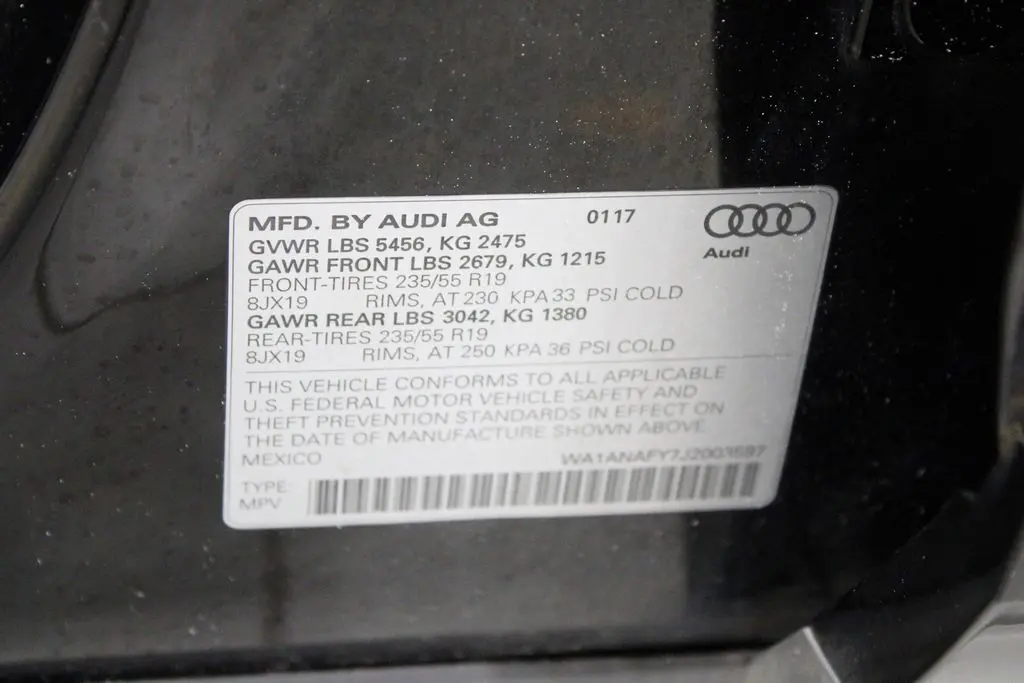 MFD. BY AUDI AG 0117
Audi
GVWR LBS 5456, KG 2475
GAWR FRONT LBS 2679, KG 1215
FRONT-TIRES 235/55 R19
8JX19 RIMS, AT 230 KPA 33 PSI COLD
GAWR REAR LBS 3042, KG 1380
REAR-TIRES 235/55 R19
8JX19 RIMS, AT 250 KPA 36 PSI COLD
THIS VEHICLE CONFORMS TO ALL APPLICABLE
U.S. FEDERAL MOTOR VEHICLE SAFETY AND
THEFT PREVENTION STANDARDS IN EFFECT ON
THE DATE OF MANUFACTURE SHOWN ABOVE.
MEXICO
TYPE:
MPV